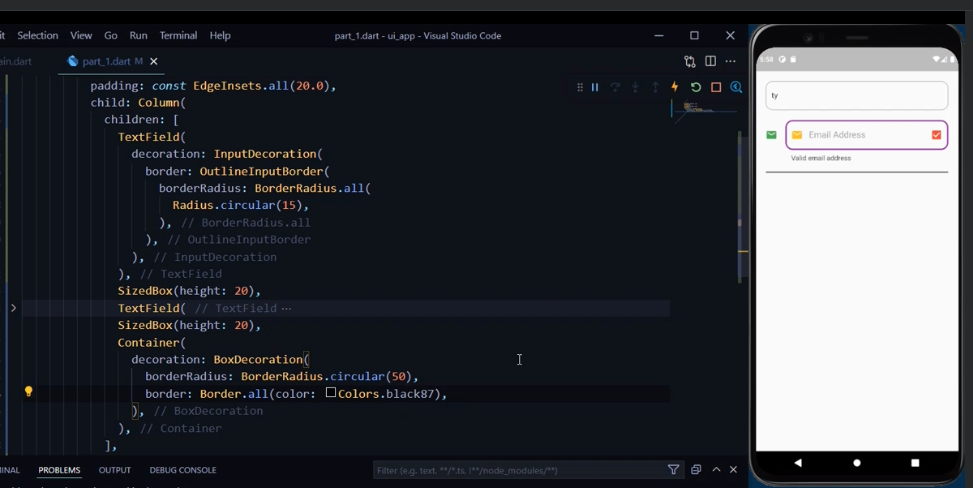 it Selection View Go Run Terminal Help part_1.dart - ui_app - Visual Studio Code
ain.dart part_1.dart M
padding: const EdgeInsets.all(20.0),
child: Column(
children: [
TextField(
decoration: InputDecoration(
border: OutlineInputBorder(
borderRadius: BorderRadius.all(
Radius.circular(15),
), // BorderRadius.all
), // OutlineInputBorder
), // InputDecoration
), // TextField
SizedBox(height: 20),
TextField( // TextField ...
SizedBox(height: 20),
Container(
decoration: BoxDecoration(
borderRadius: BorderRadius.circular(50),
border: Border.all(color: Colors.black87),
), // BoxDecoration
), // Container
],
MINAL PROBLEMS OUTPUT DEBUG CONSOLE Filter (e.g. text, **/*.ts, !**/node_modules/**)
5:58
ty
Email Address
Valid email address